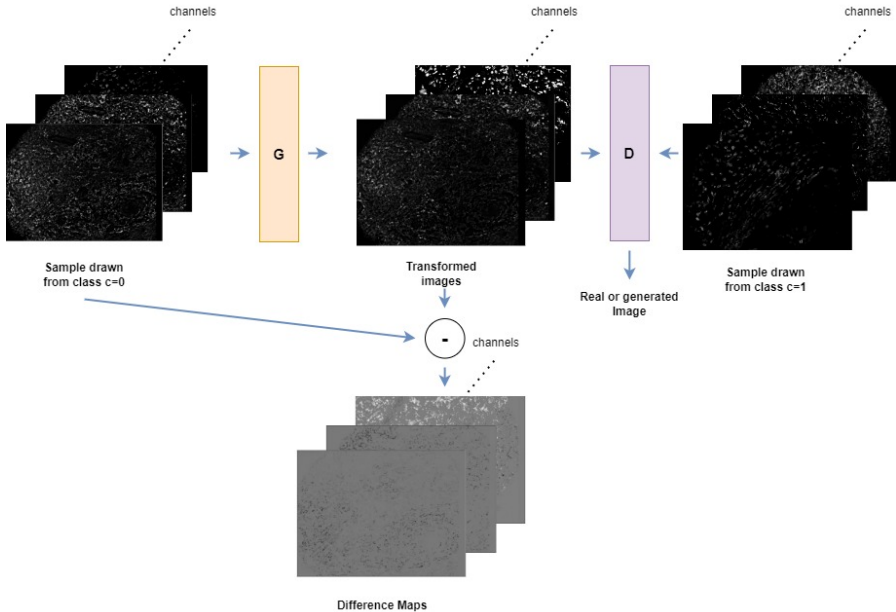 channels
channels
channels
G
D
Sample drawn
from class c=0
Transformed
images
Sample drawn
from class c=1
Real or generated
Image
-
channels
Difference Maps